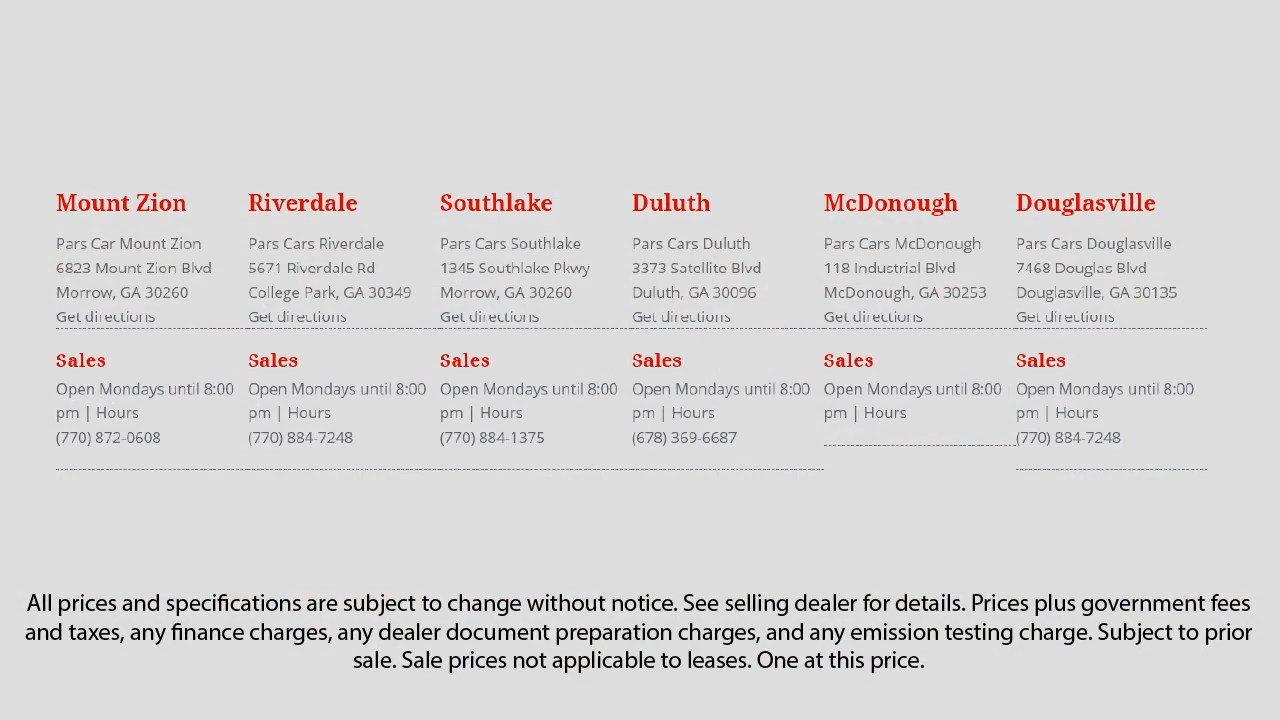 Mount Zion
Pars Car Mount Zion
6823 Mount Zion Blvd
Morrow, GA 30260
Get directions
Sales
Open Mondays until 8:00
pm | Hours
(770) 872-0608
Riverdale
Pars Cars Riverdale
5671 Riverdale Rd
College Park, GA 30349
Get directions
Sales
Open Mondays until 8:00
pm | Hours
(770) 884-7248
Southlake
Pars Cars Southlake
1345 Southlake Pkwy
Morrow, GA 30260
Get directions
Sales
Open Mondays until 8:00
pm | Hours
(770) 884-1375
Duluth
Pars Cars Duluth
3373 Satellite Blvd
Duluth, GA 30096
Get directions
Sales
Open Mondays until 8:00
pm | Hours
(678) 369-6687
McDonough
Pars Cars McDonough
118 Industrial Blvd
McDonough, GA 30253
Get directions
Sales
Open Mondays until 8:00
pm | Hours
Douglasville
Pars Cars Douglasville
7468 Douglas Blvd
Douglasville, GA 30135
Get directions
Sales
Open Mondays until 8:00
pm | Hours
(770) 884-7248
All prices and specifications are subject to change without notice. See selling dealer for details. Prices plus government fees
and taxes, any finance charges, any dealer document preparation charges, and any emission testing charge. Subject to prior
sale. Sale prices not applicable to leases. One at this price.